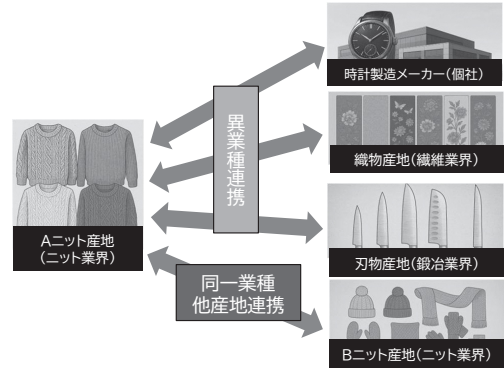 時計製造メーカー(個社)
異業種連携
織物産地(繊維業界)
Aニット産地
(ニット業界)
刃物産地(鍛冶業界)
同一業種
他産地連携
Bニット産地(ニット業界)